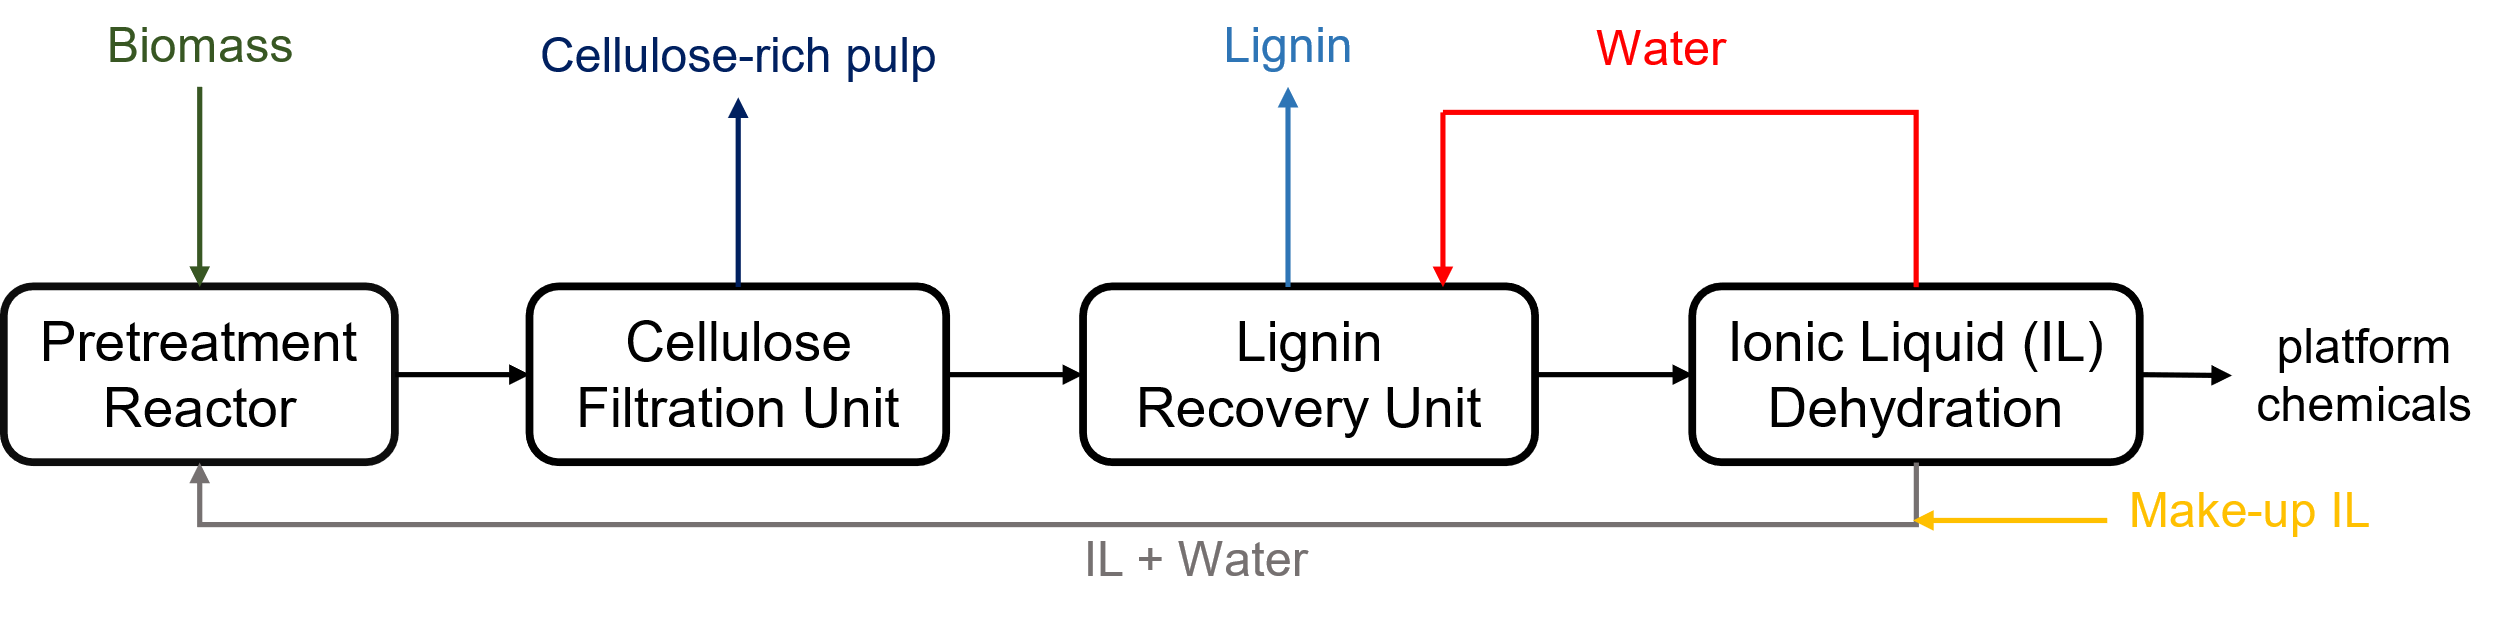 Biomass
Cellulose-rich pulp
Lignin
Water
Pretreatment
Reactor
Cellulose
Filtration Unit
Lignin
Recovery Unit
Ionic Liquid (IL)
Dehydration
platform
chemicals
Make-up IL
IL + Water